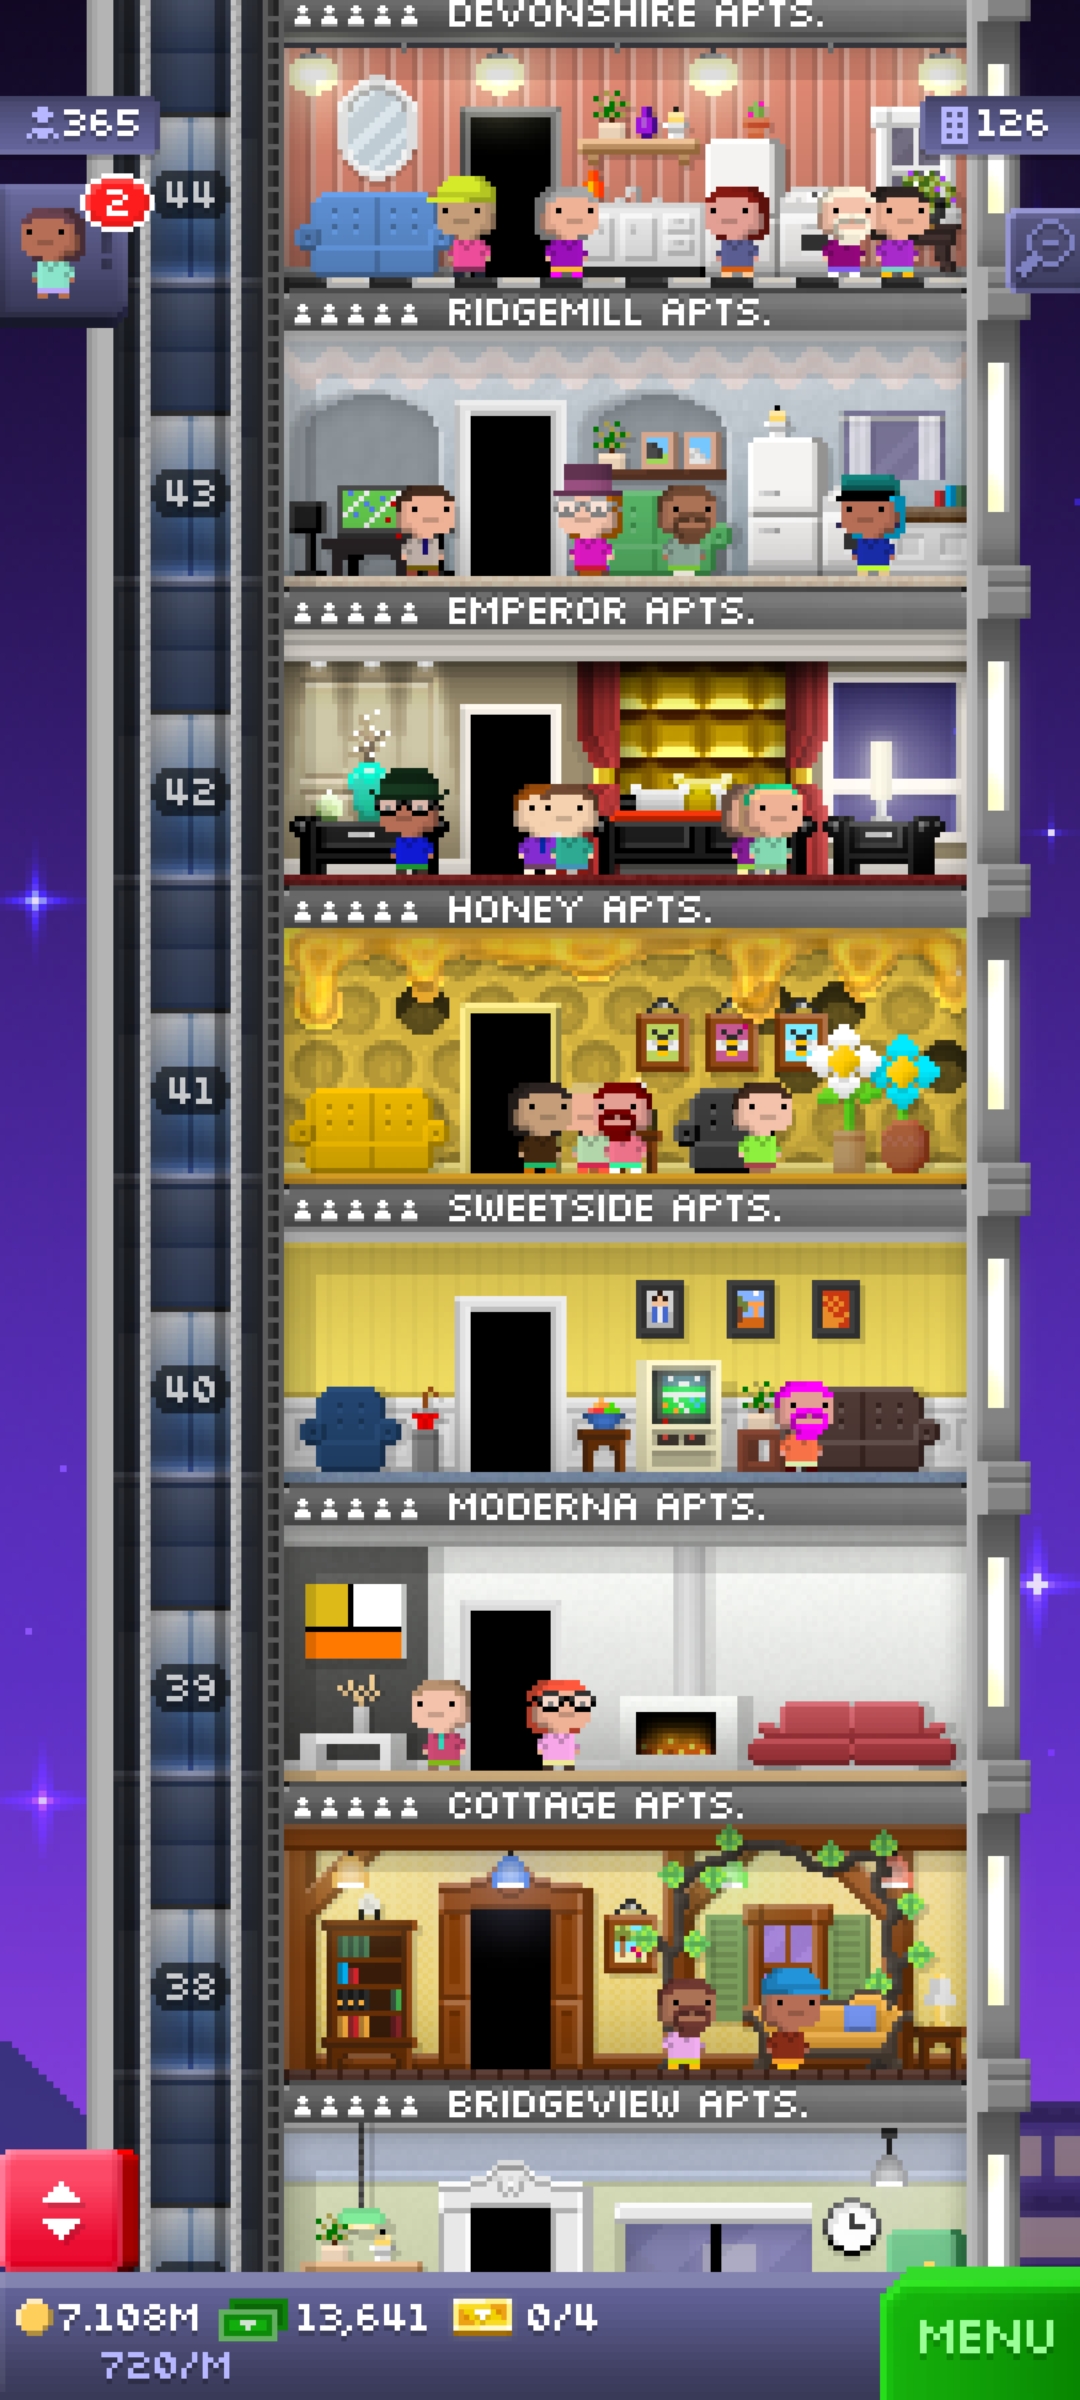 DEVONSHIRE APTS.
365
126
2
44
RIDGEMILL APTS.
43
EMPEROR APTS.
42
HONEY APTS.
41
SWEETSIDE APTS.
40
MODERNA APTS.
39
COTTAGE APTS.
38
BRIDGEVIEW APTS.
7.108M 13,641 0/4
720/M
MENU